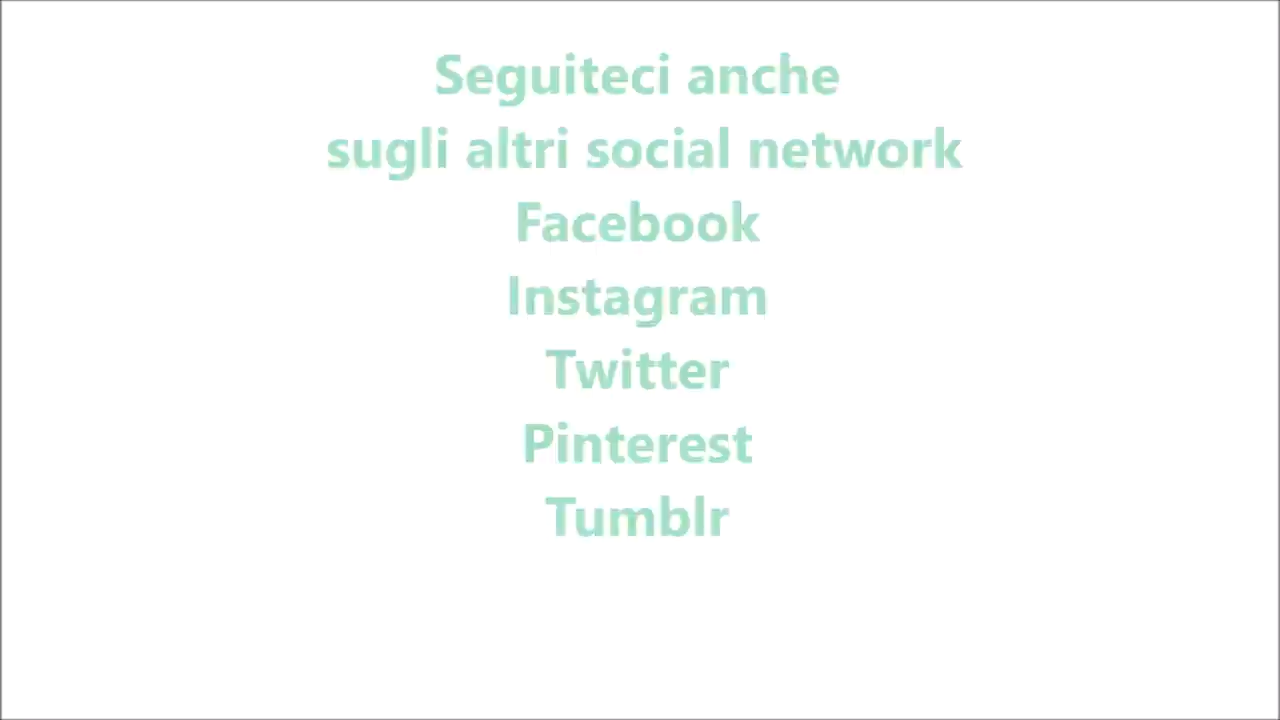 Seguiteci anche
sugli altri social network
Facebook
Instagram
Twitter
Pinterest
Tumblr